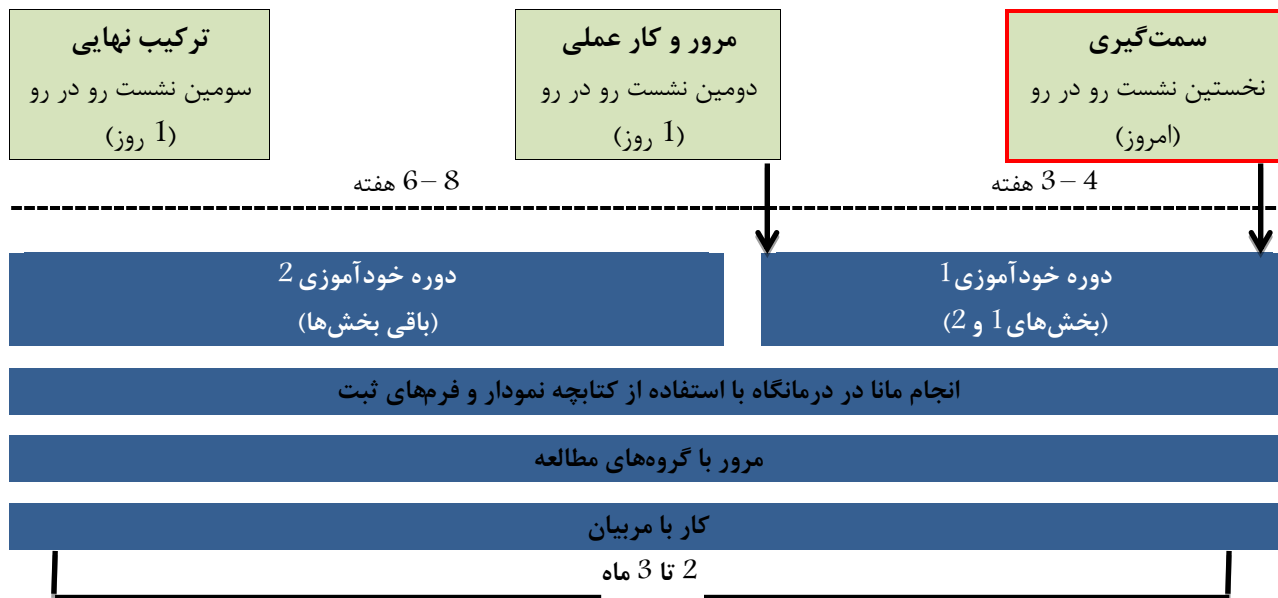 سمت‌گیری
نخستین نشست رو در رو
(امروز)
مرور و کار عملی
دومین نشست رو در رو
(1 روز)
ترکیب نهایی
سومین نشست رو در رو
(1 روز)
3 – 4 هفته
6 – 8 هفته
دوره خودآموزی 1
(بخش‌های 1 و 2)
دوره خودآموزی 2
(باقی بخش‌ها)
انجام مانا در درمانگاه با استفاده از کتابچه نمودار و فرم‌های ثبت
مرور با گروه‌های مطالعه
کار با مربیان
2 تا 3 ماه